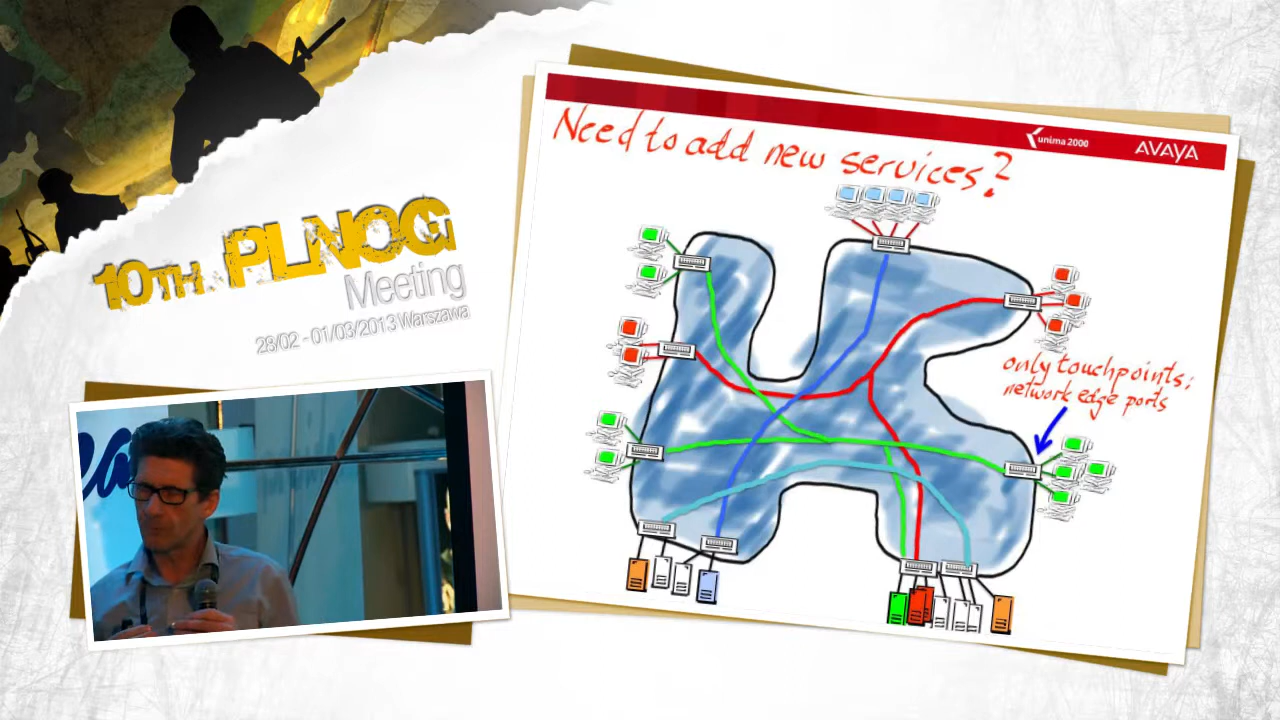 10TH PLNOG
Meeting
28/02 - 01/03/2013 Warszawa
unima 2000
AVAYA
Need to add new services?
only touchpoints:
network edge ports